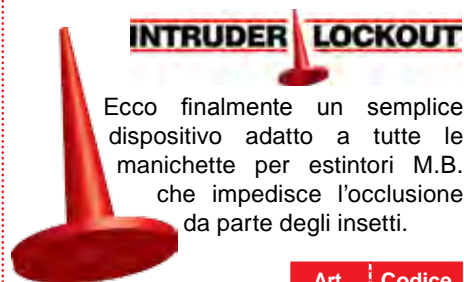 INTRUDER LOCKOUT
Ecco finalmente un semplice
dispositivo adatto a tutte le
manichette per estintori M.B.
che impedisce l’occlusione
da parte degli insetti.
Art. Codice